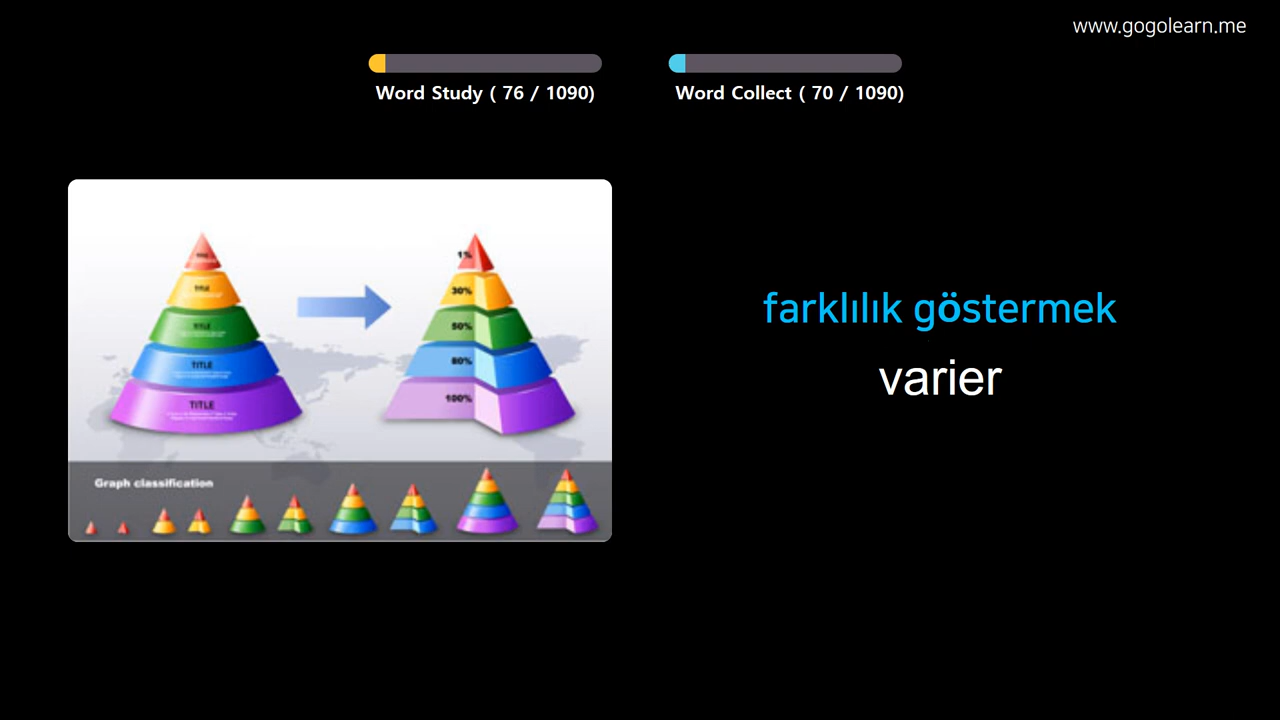 www.gogolearn.me
Word Study ( 76 / 1090)
Word Collect ( 70 / 1090)
TITLE
TITLE
TITLE
TITLE
1%
30%
50%
80%
100%
Graph classification
farklılık göstermek
varier